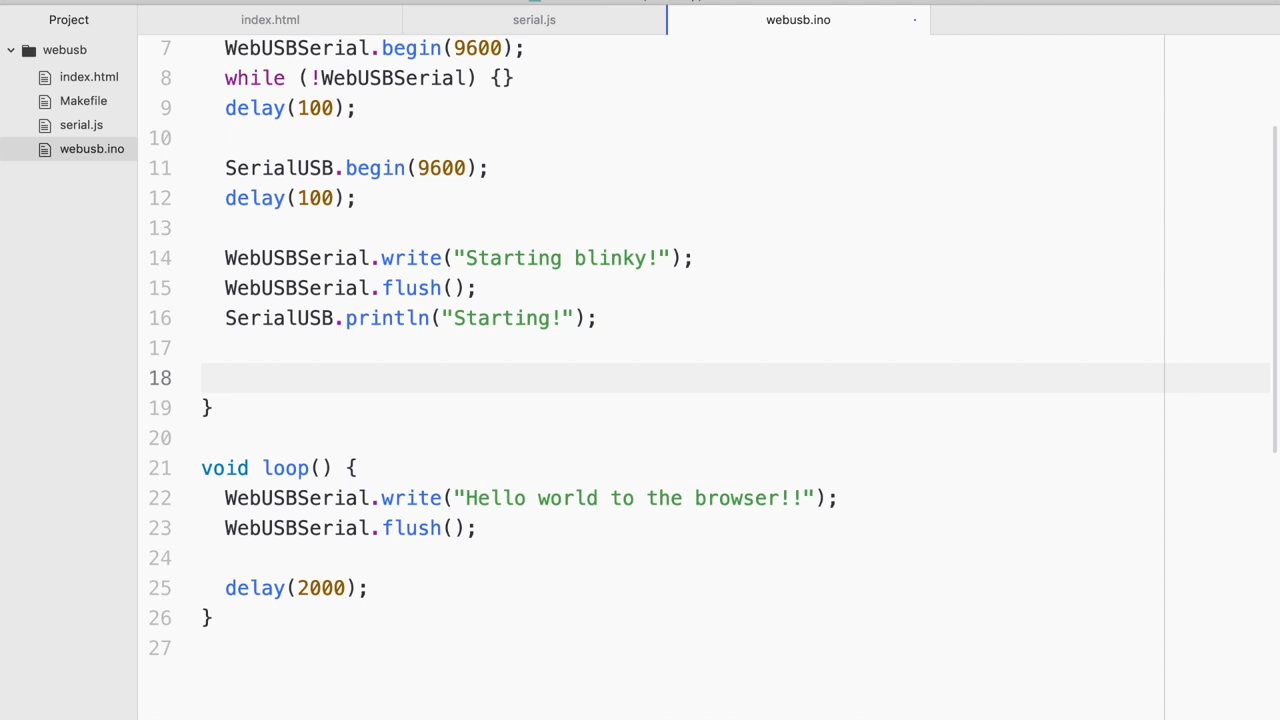 Project
index.html
serial.js
webusb.ino
webusb
index.html
Makefile
serial.js
webusb.ino
7 WebUSBSerial.begin(9600);
8 while (!WebUSBSerial) {}
9 delay(100);
10
11 SerialUSB.begin(9600);
12 delay(100);
13
14 WebUSBSerial.write("Starting blinky!");
15 WebUSBSerial.flush();
16 SerialUSB.println("Starting!");
17
18
19 }
20
21 void loop() {
22 WebUSBSerial.write("Hello world to the browser!!");
23 WebUSBSerial.flush();
24
25 delay(2000);
26 }
27